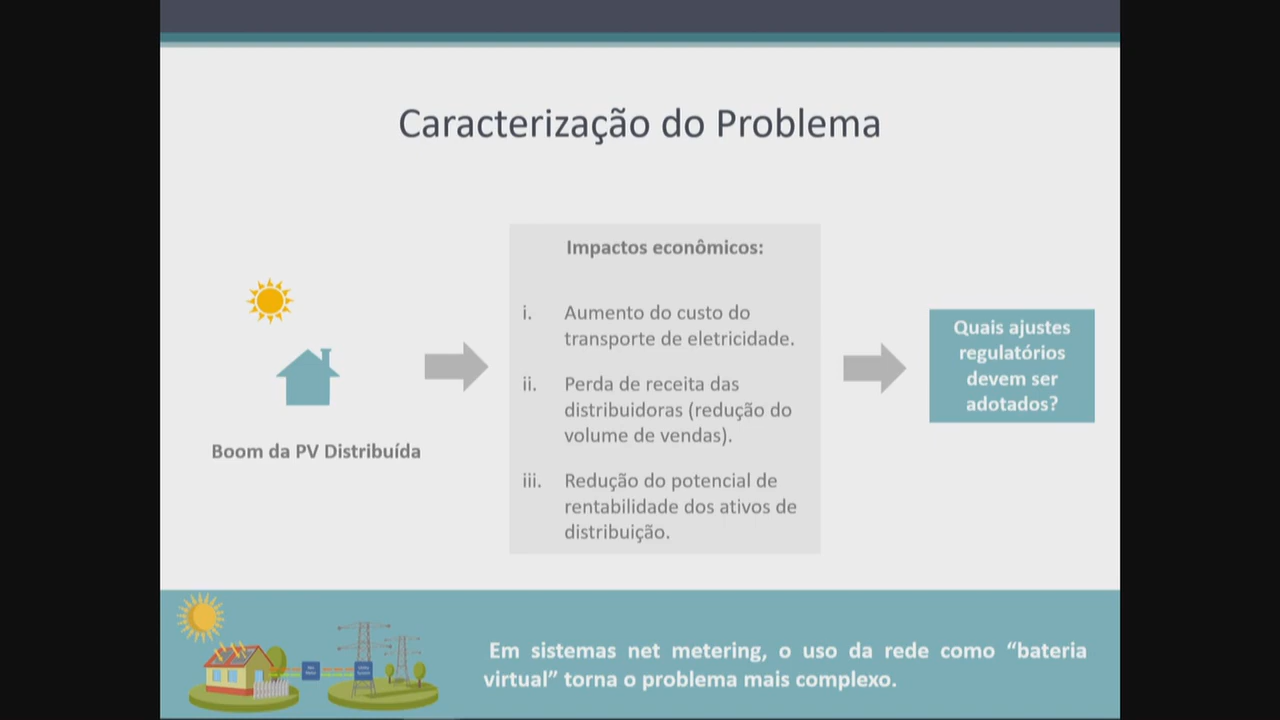 Caracterização do Problema
Boom da PV Distribuída
Impactos econômicos:
i. Aumento do custo do
transporte de eletricidade.
ii. Perda de receita das
distribuidoras (redução do
volume de vendas).
iii. Redução do potencial de
rentabilidade dos ativos de
distribuição.
Quais ajustes
regulatórios
devem ser
adotados?
Em sistemas net metering, o uso da rede como “bateria
virtual” torna o problema mais complexo.